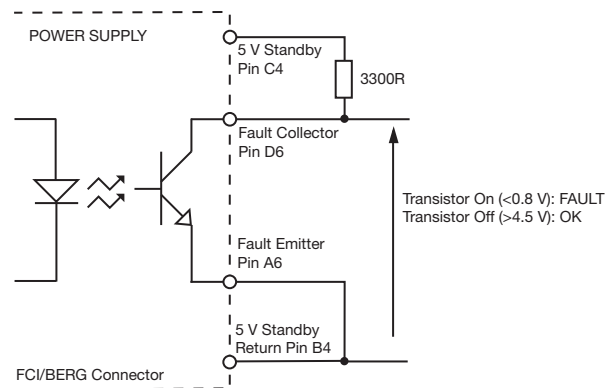 POWER SUPPLY
5 V Standby
Pin C4
3300R
Fault Collector
Pin D6
Transistor On (<0.8 V): FAULT
Transistor Off (>4.5 V): OK
Fault Emitter
Pin A6
5 V Standby
Return Pin B4
FCI/BERG Connector